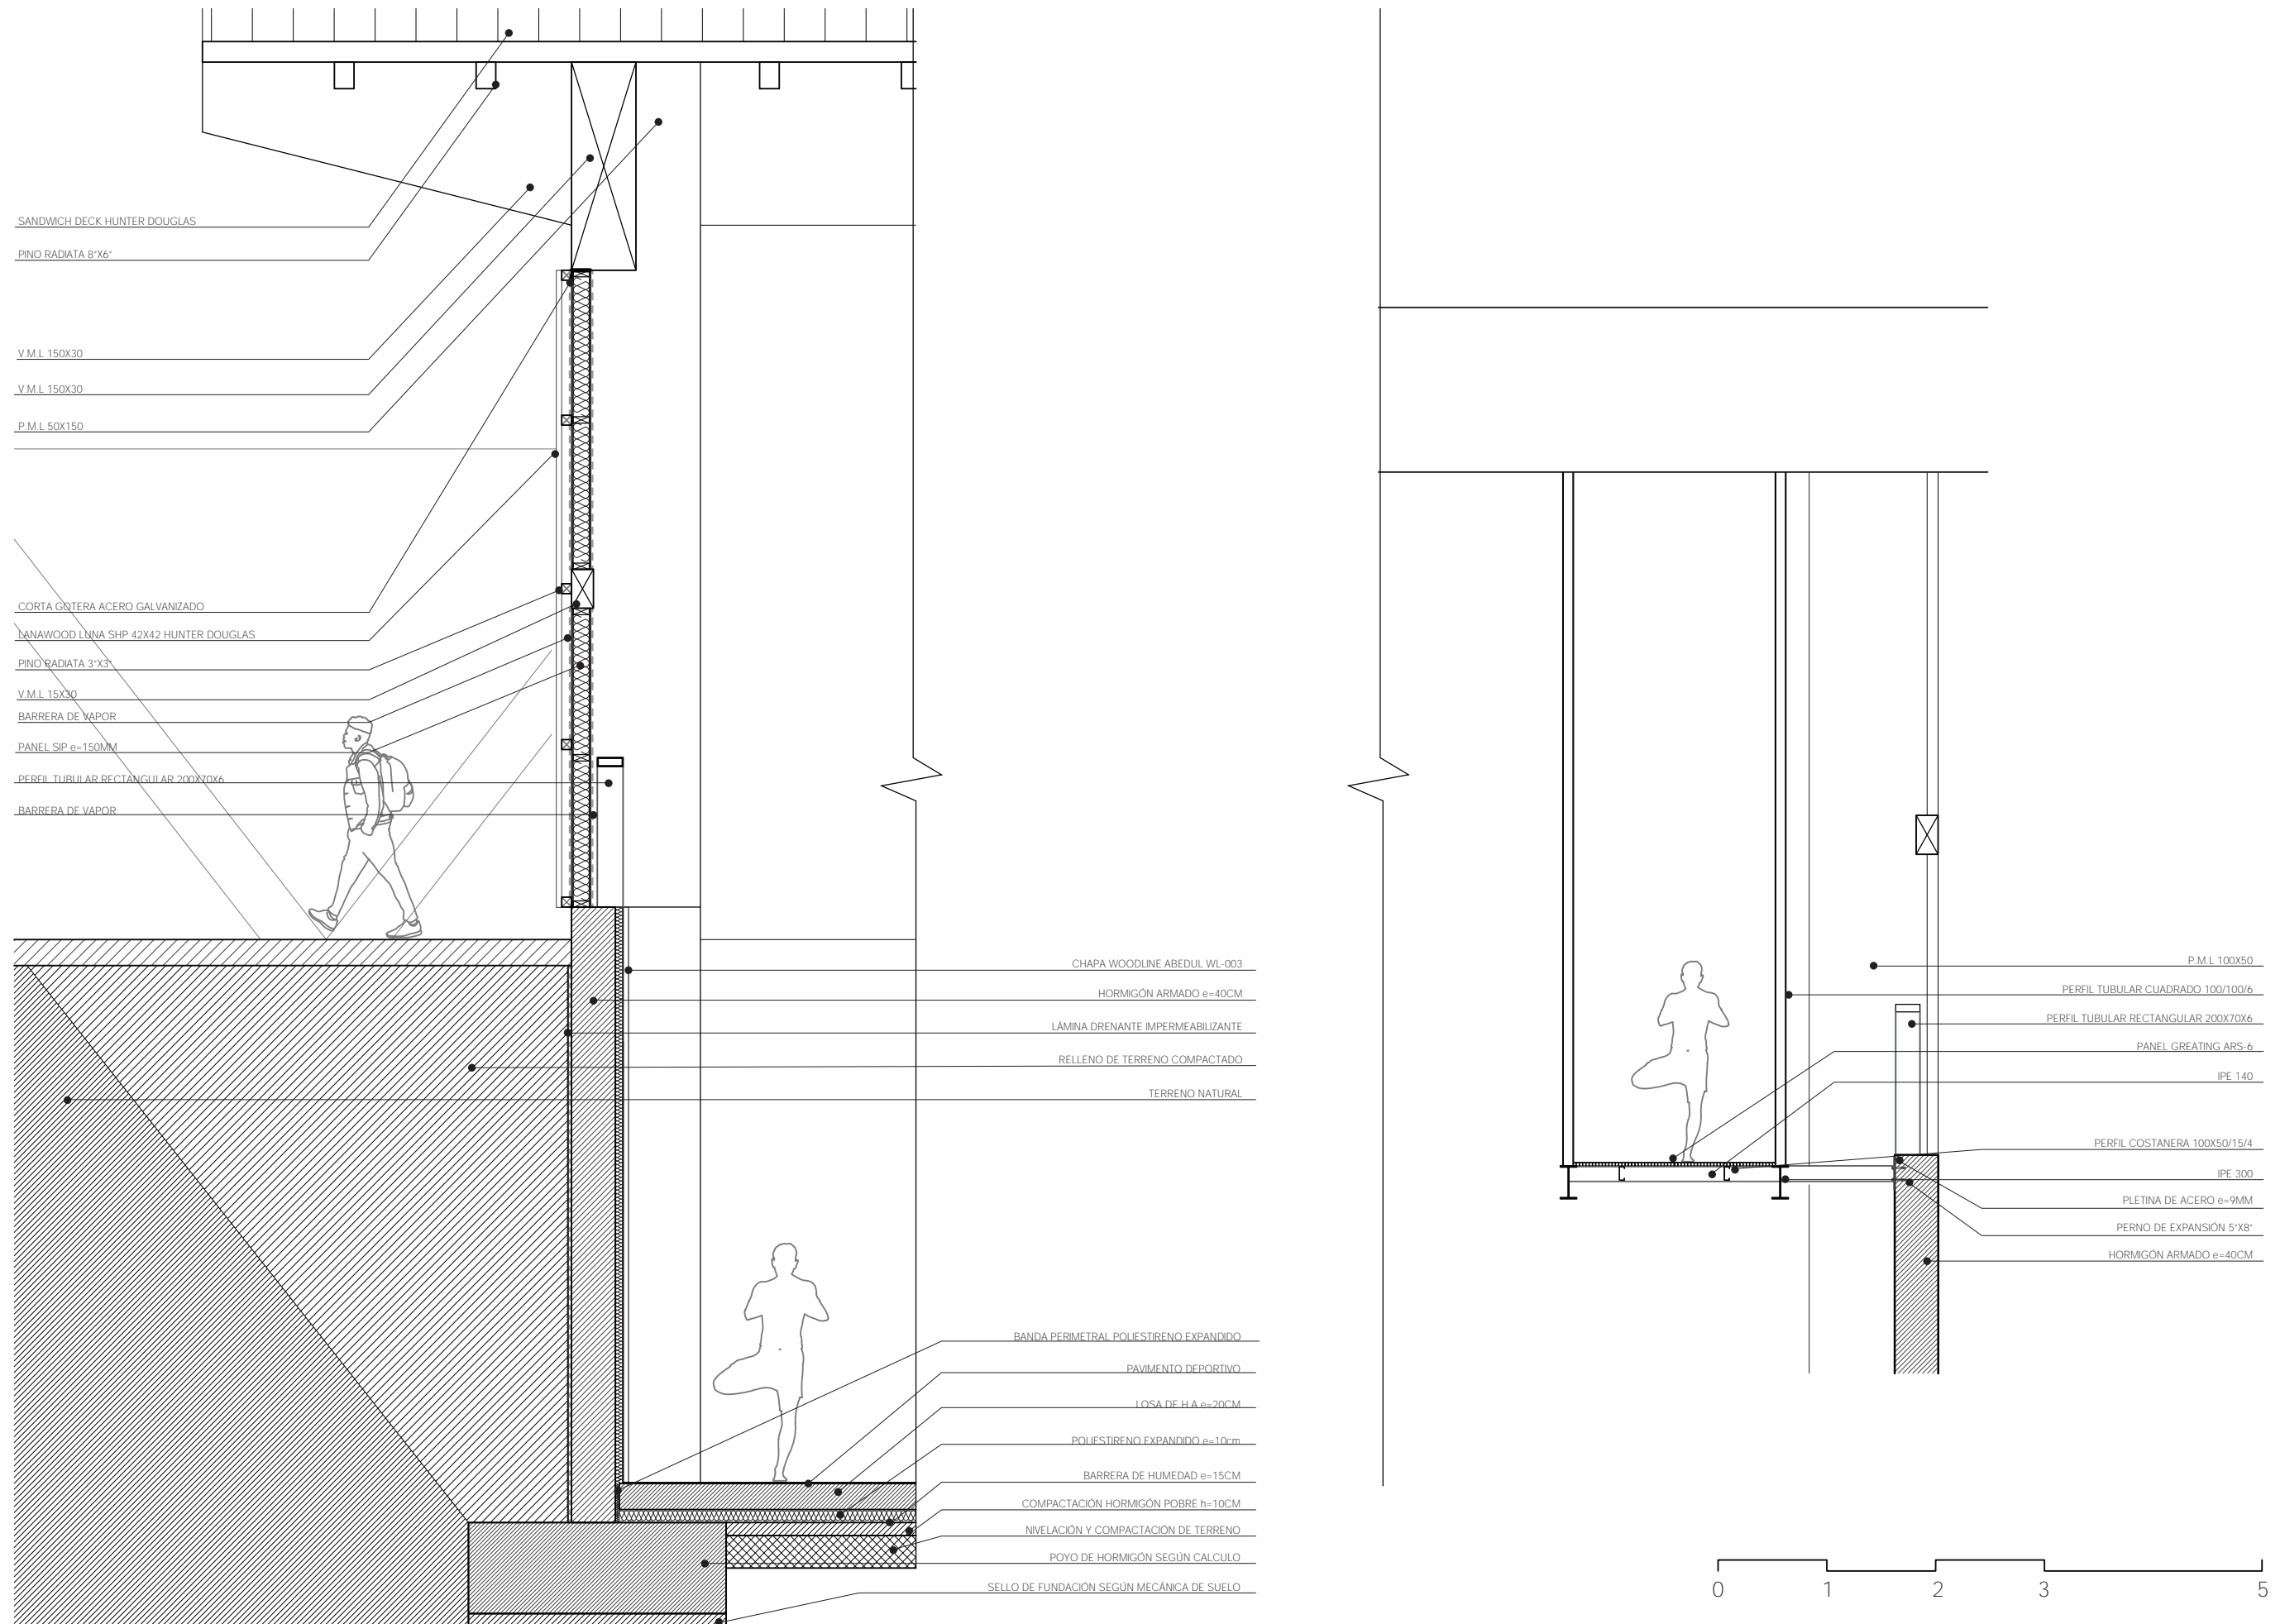 SANDWICH DECK HUNTER DOUGLAS
PINO RADIATA 8"X6"
V.M.L 150X30
V.M.L 150X30
P.M.L 50X150
CORTA GOTERA ACERO GALVANIZADO
LANAWOOD LUNA SHP 42X42 HUNTER DOUGLAS
PINO RADIATA 3"X3"
V.M.L 15X30
BARRERA DE VAPOR
PANEL SIP e=150MM
PERFIL TUBULAR RECTANGULAR 200X70X6
BARRERA DE VAPOR
CHAPA WOODLINE ABEDUL WL-003
HORMIGÓN ARMADO e=40CM
LÁMINA DRENANTE IMPERMEABILIZANTE
RELLENO DE TERRENO COMPACTADO
TERRENO NATURAL
BANDA PERIMETRAL POLIESTIRENO EXPANDIDO
PAVIMENTO DEPORTIVO
LOSA DE H.A e=20CM
POLIESTIRENO EXPANDIDO e=10cm
BARRERA DE HUMEDAD e=15CM
COMPACTACIÓN HORMIGÓN POBRE h=10CM
NIVELACIÓN Y COMPACTACIÓN DE TERRENO
POYO DE HORMIGÓN SEGÚN CALCULO
SELLO DE FUNDACIÓN SEGÚN MECÁNICA DE SUELO
P.M.L 100X50
PERFIL TUBULAR CUADRADO 100/100/6
PERFIL TUBULAR RECTANGULAR 200X70X6
PANEL GREATING ARS-6
IPE 140
PERFIL COSTANERA 100X50/15/4
IPE 300
PLETINA DE ACERO e=9MM
PERNO DE EXPANSIÓN 5"X8"
HORMIGÓN ARMADO e=40CM
0 1 2 3 5